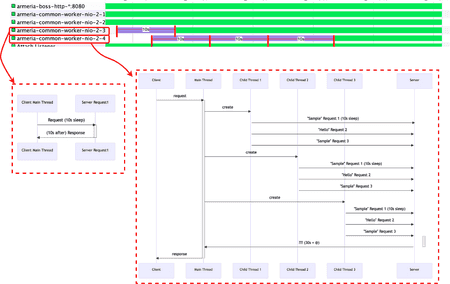 armeria-boss-http-*:8080
armeria-common-worker-nio-2-1
armeria-common-worker-nio-2-2
armeria-common-worker-nio-2-3
armeria-common-worker-nio-2-4
Attach Listener
Client Main Thread
Server Request1
Request (10s sleep)
(10s after) Response
Client Main Thread
Server Request1
Client
Main Thread
Child Thread 1
Child Thread 2
Child Thread 3
Server
request
create
"Sample" Request 1 (10s sleep)
"Hello" Request 2
"Sample" Request 3
create
"Sample" Request 1 (10s sleep)
"Hello" Request 2
"Sample" Request 3
create
"Sample" Request 1 (10s sleep)
"Hello" Request 2
"Sample" Request 3
response
Client
Main Thread
Child Thread 1
Child Thread 2
Child Thread 3
Server